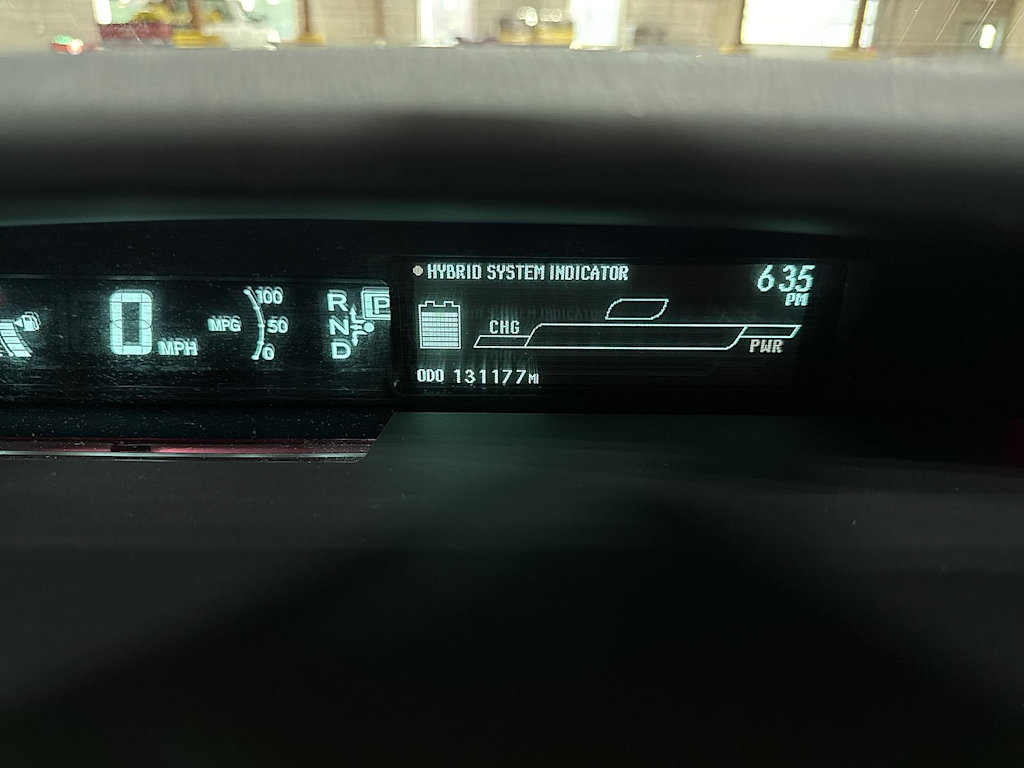 0 MPH
MPG
100
50
0
R
N
D
P
HYBRID SYSTEM INDICATOR
6:35
PM
CHG
PWR
ODO 131177 MI